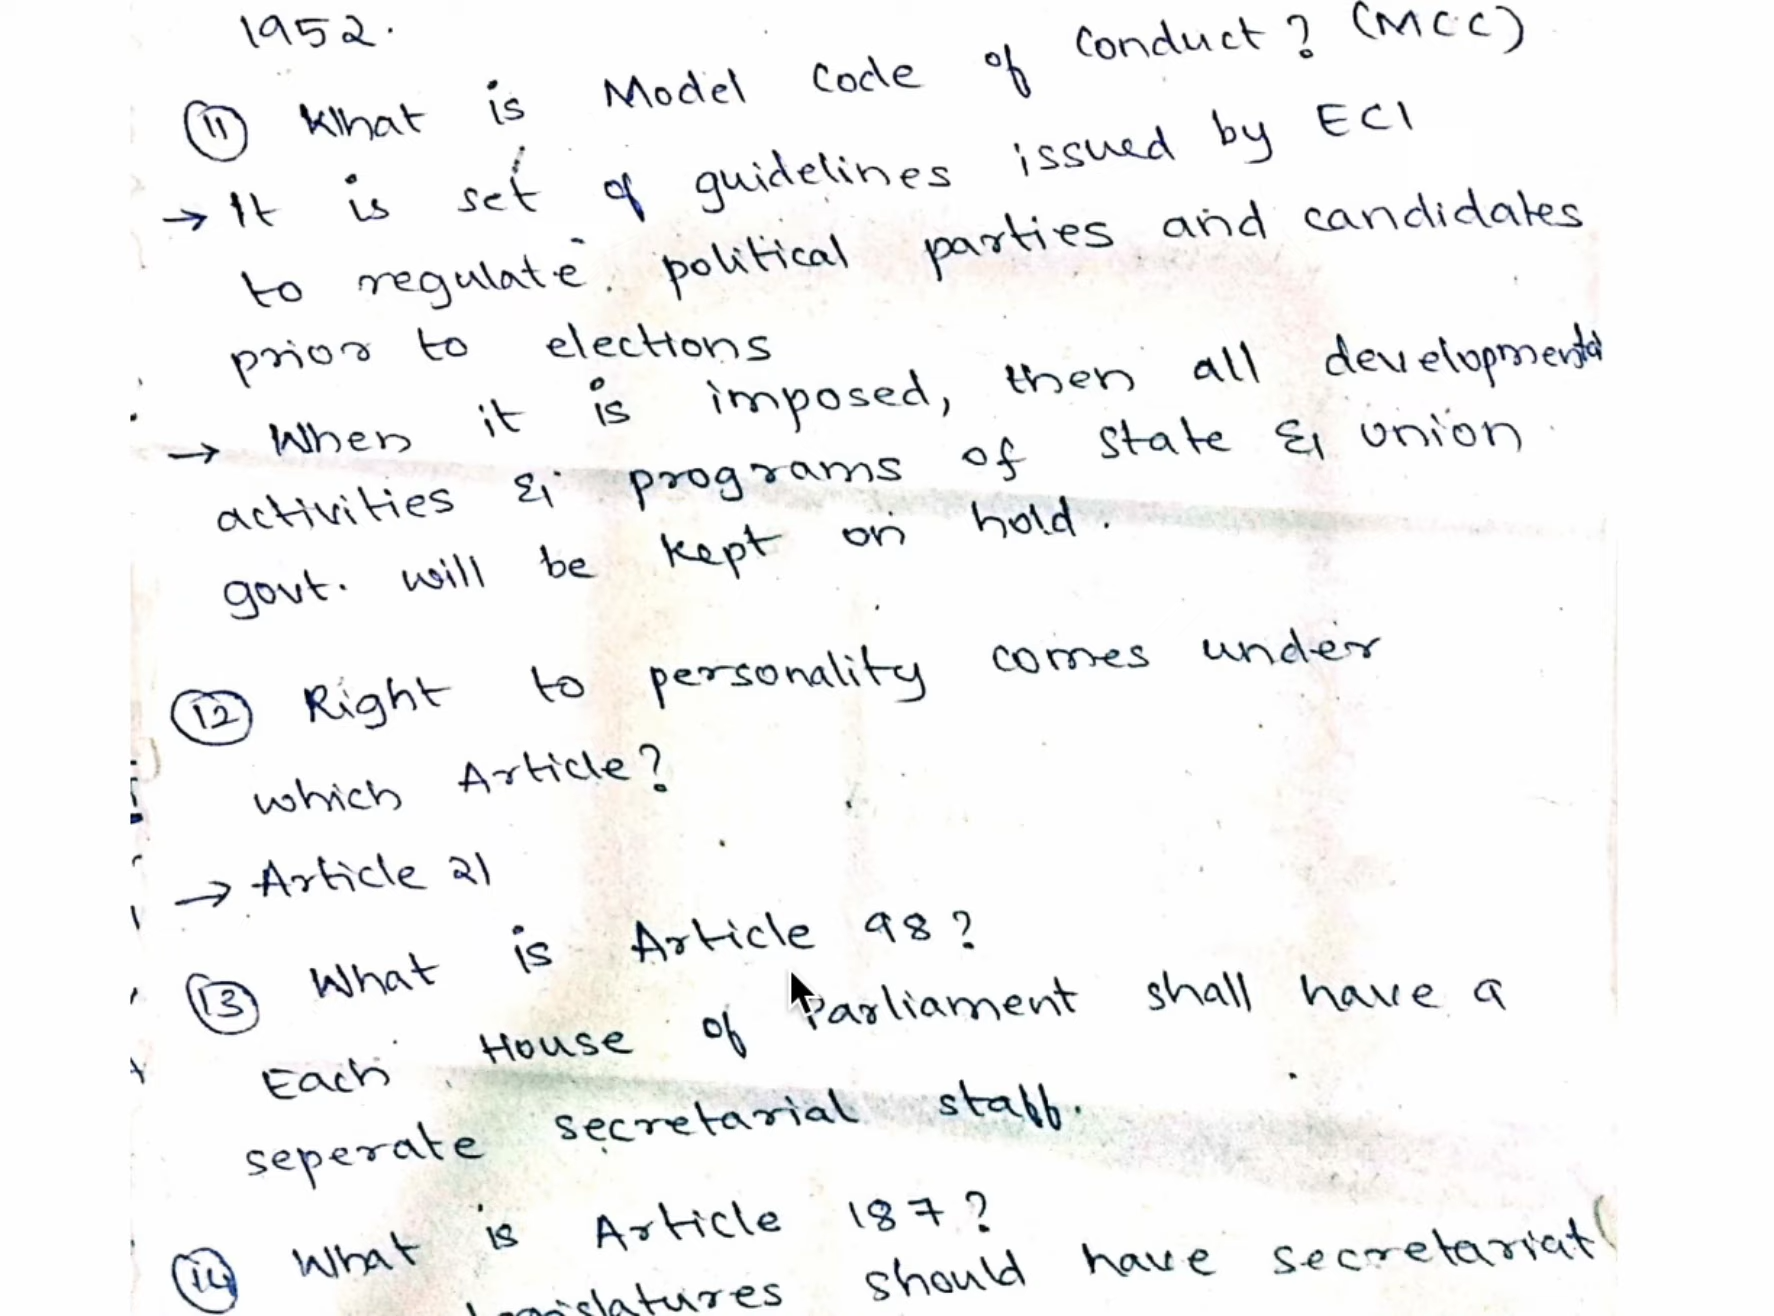 1952.
(11) What is Model Code of Conduct? (MCC)
→ It is set of guidelines issued by ECI
to regulate political parties and candidates
prior to elections
→ When it is imposed, then all developmental
activities & programs of state & union
govt. will be kept on hold.
(12) Right to personality comes under
which Article?
→ Article 21
(13) What is Article 98?
Each House of Parliament shall have a
seperate secretarial staff.
(14) What is Article 187?
Legislatures should have secretariat